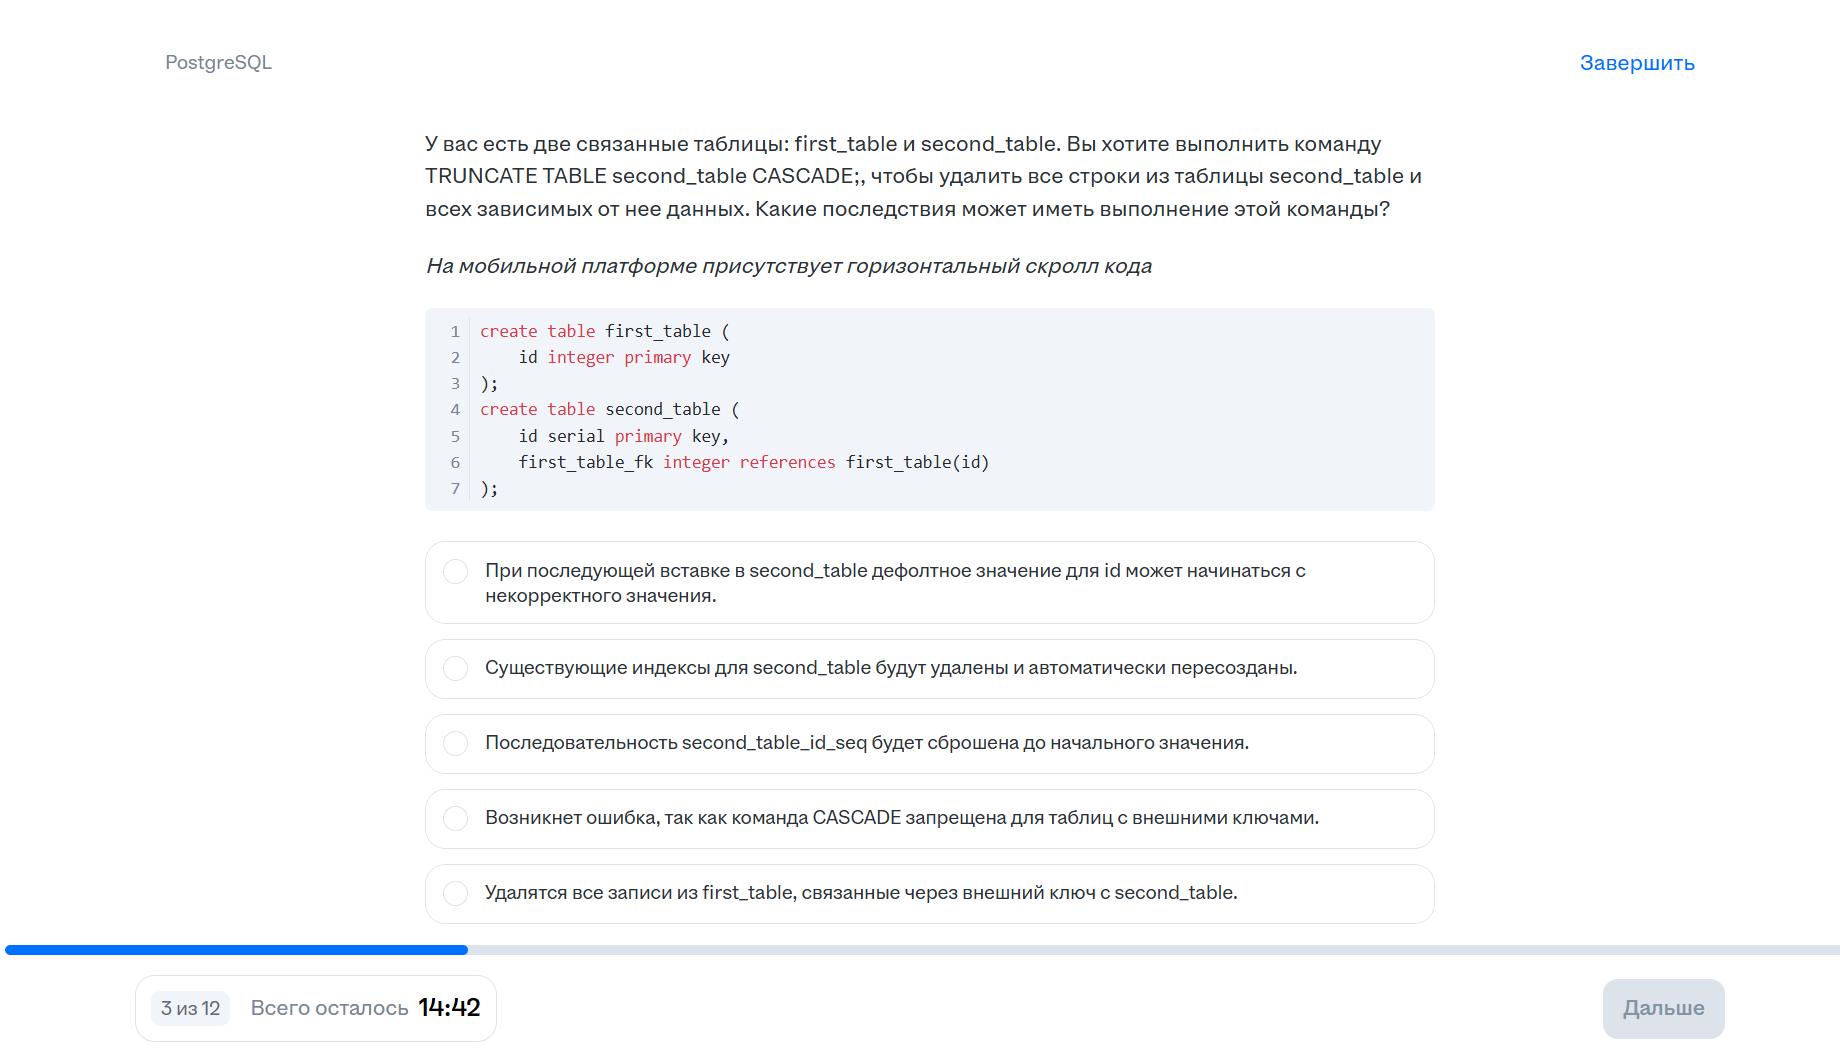 PostgreSQL
Завершить
У вас есть две связанные таблицы: first_table и second_table. Вы хотите выполнить команду
TRUNCATE TABLE second_table CASCADE;, чтобы удалить все строки из таблицы second_table и
всех зависимых от нее данных. Какие последствия может иметь выполнение этой команды?
На мобильной платформе присутствует горизонтальный скролл кода
1 create table first_table (
2     id integer primary key
3 );
4 create table second_table (
5     id serial primary key,
6     first_table_fk integer references first_table(id)
7 );
При последующей вставке в second_table дефолтное значение для id может начинаться с
некорректного значения.
Существующие индексы для second_table будут удалены и автоматически пересозданы.
Последовательность second_table_id_seq будет сброшена до начального значения.
Возникнет ошибка, так как команда CASCADE запрещена для таблиц с внешними ключами.
Удалятся все записи из first_table, связанные через внешний ключ с second_table.
3 из 12 Всего осталось 14:42
Дальше